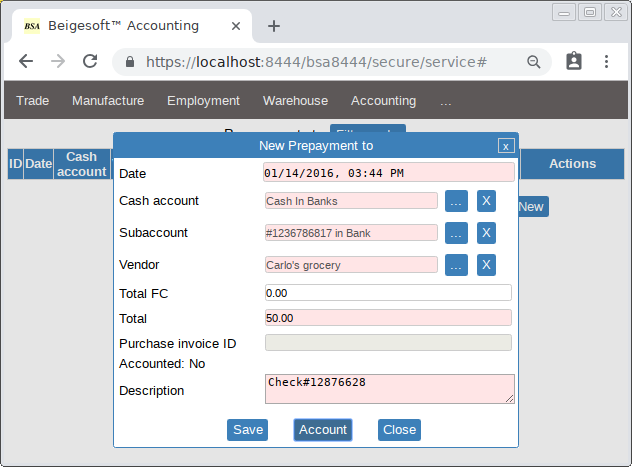 BSA Beigesoft™ Accounting
https://localhost:8444/bsa8444/secure/service#
Trade Manufacture Employment Warehouse Accounting ...
New Prepayment to x
ID Date Cash account Actions
Date 01/14/2016, 03:44 PM
Cash account Cash In Banks ... X
New
Subaccount #1236786817 in Bank ... X
Vendor Carlo's grocery ... X
Total FC 0.00
Total 50.00
Purchase invoice ID
Accounted: No
Description Check#12876628
Save Account Close